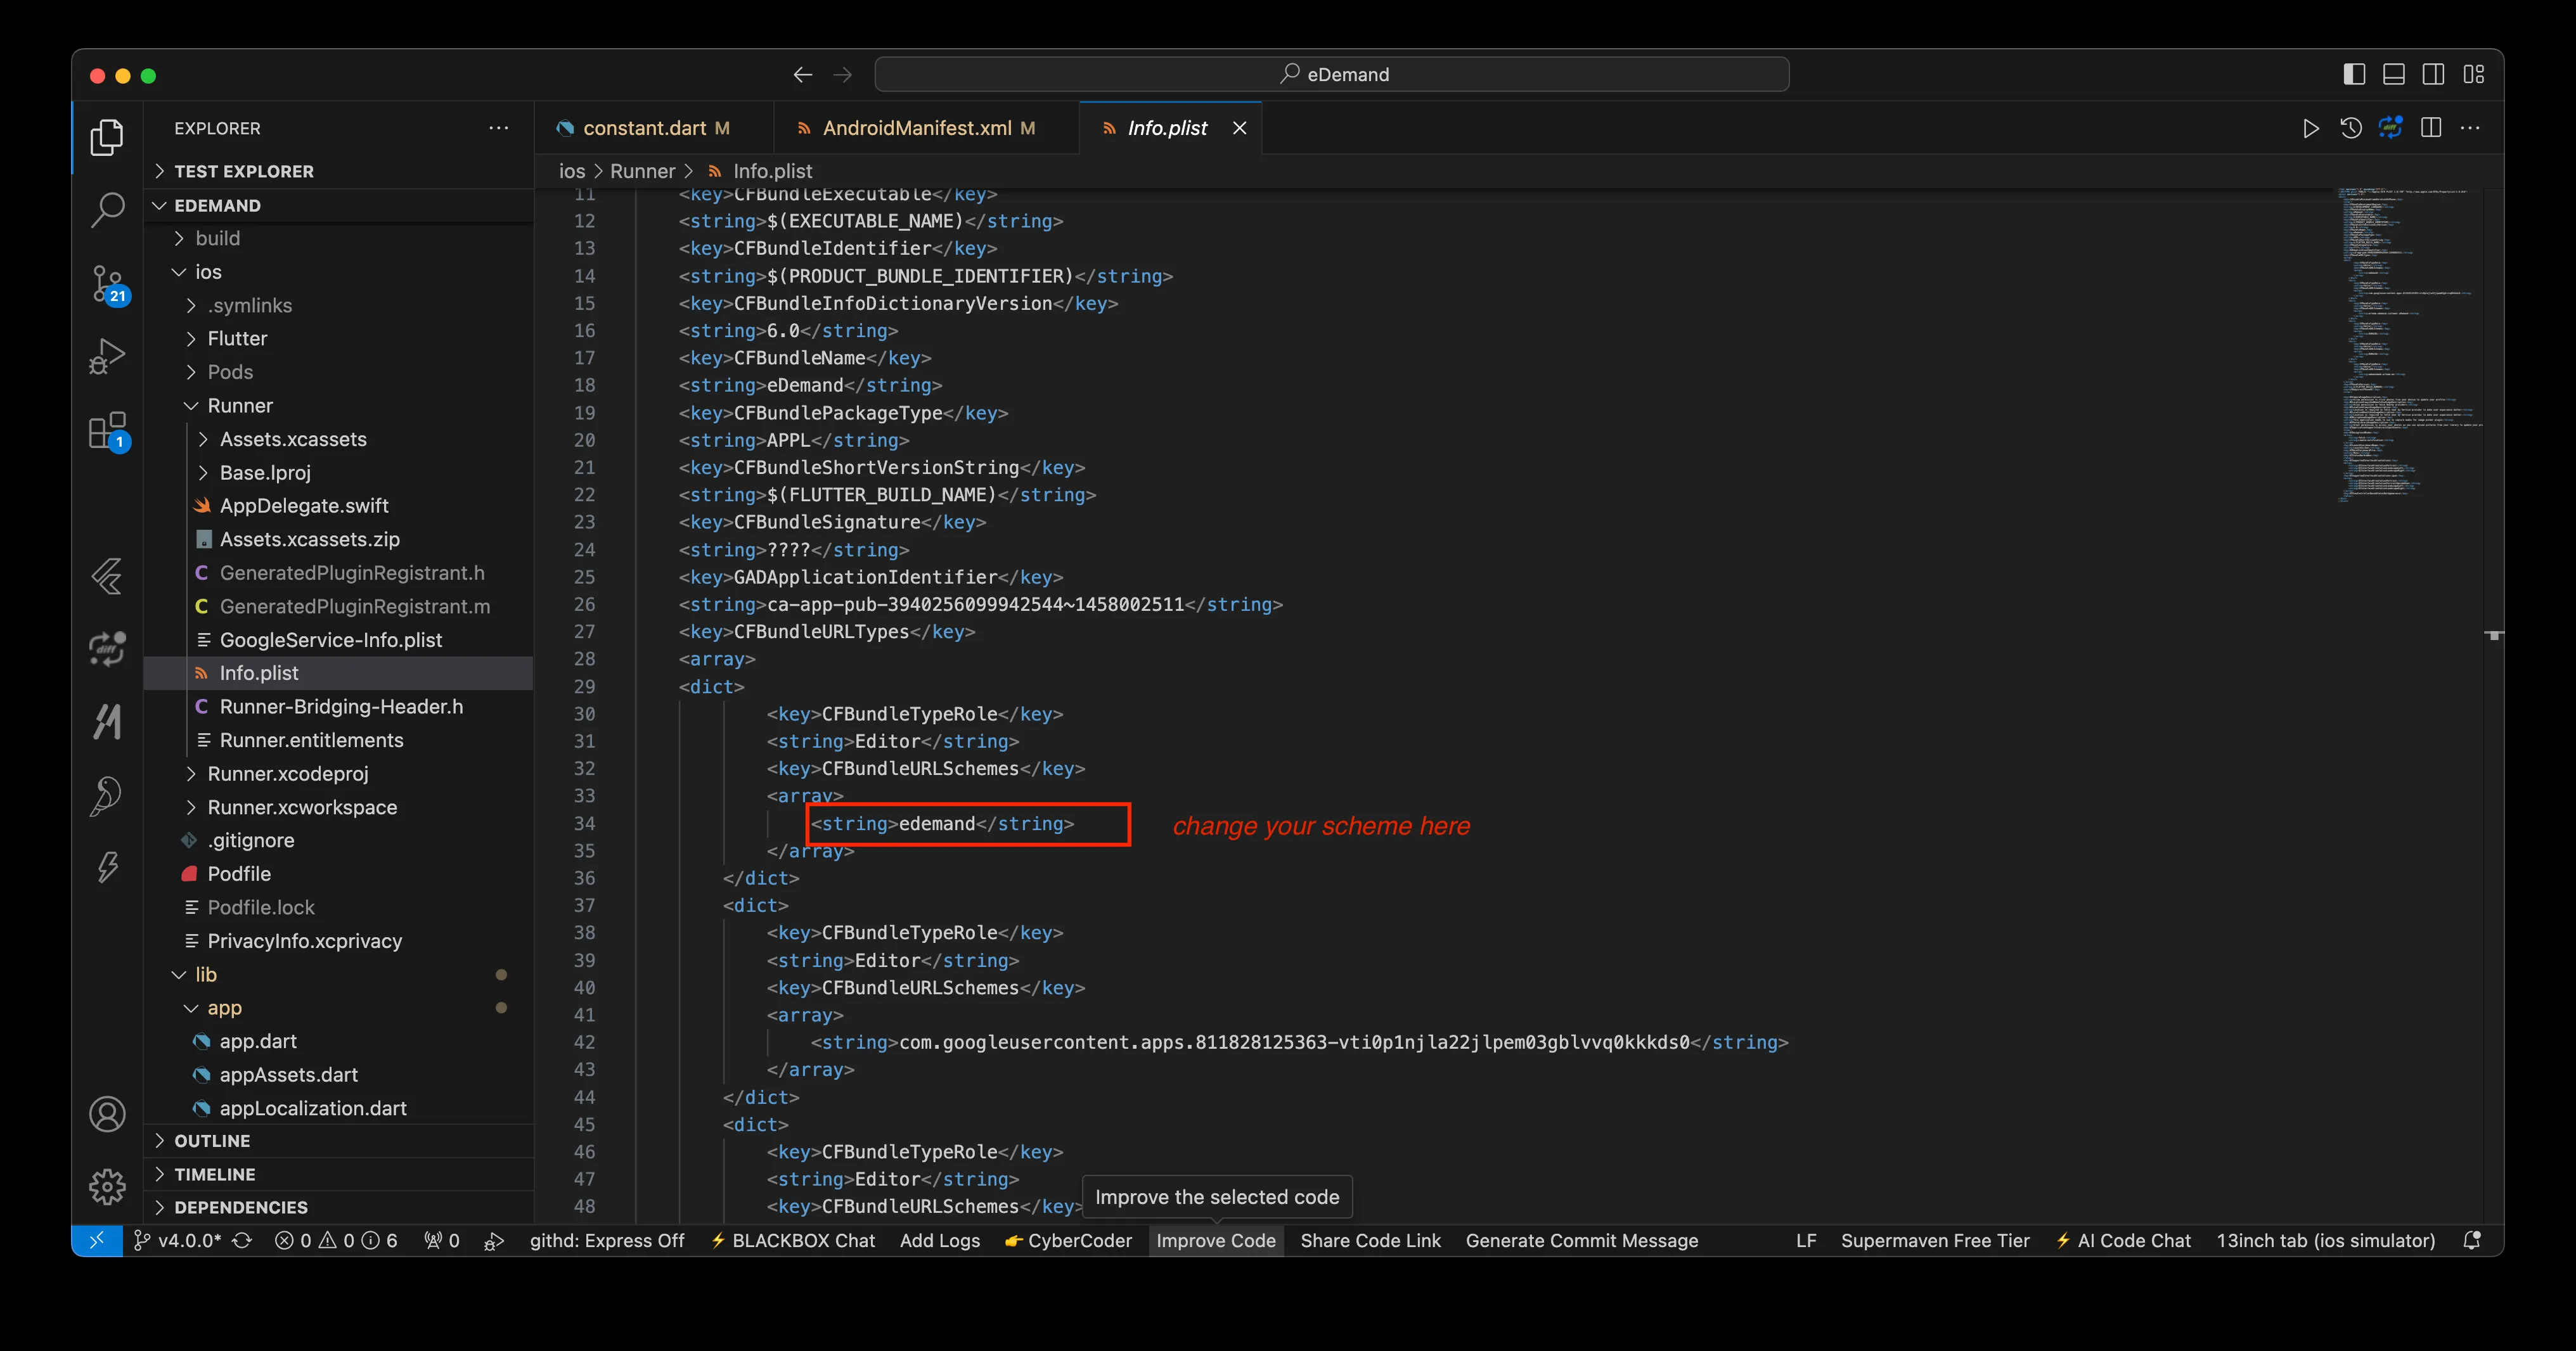 eDemand
EXPLORER
TEST EXPLORER
EDEMAND
build
ios
.symlinks
Flutter
Pods
Runner
Assets.xcassets
Base.lproj
AppDelegate.swift
Assets.xcassets.zip
C GeneratedPluginRegistrant.h
C GeneratedPluginRegistrant.m
GoogleService-Info.plist
Info.plist
C Runner-Bridging-Header.h
Runner.entitlements
Runner.xcodeproj
Runner.xcworkspace
.gitignore
Podfile
Podfile.lock
PrivacyInfo.xcprivacy
lib
app
app.dart
appAssets.dart
appLocalization.dart
OUTLINE
TIMELINE
DEPENDENCIES
21
1
diff
constant.dart M
AndroidManifest.xml M
Info.plist
ios > Runner > Info.plist
11 <key>CFBundleExecutable</key>
12 <string>$(EXECUTABLE_NAME)</string>
13 <key>CFBundleIdentifier</key>
14 <string>$(PRODUCT_BUNDLE_IDENTIFIER)</string>
15 <key>CFBundleInfoDictionaryVersion</key>
16 <string>6.0</string>
17 <key>CFBundleName</key>
18 <string>eDemand</string>
19 <key>CFBundlePackageType</key>
20 <string>APPL</string>
21 <key>CFBundleShortVersionString</key>
22 <string>$(FLUTTER_BUILD_NAME)</string>
23 <key>CFBundleSignature</key>
24 <string>????</string>
25 <key>GADApplicationIdentifier</key>
26 <string>ca-app-pub-3940256099942544~1458002511</string>
27 <key>CFBundleURLTypes</key>
28 <array>
29 <dict>
30 <key>CFBundleTypeRole</key>
31 <string>Editor</string>
32 <key>CFBundleURLSchemes</key>
33 <array>
34 <string>edemand</string>
change your scheme here
35 </array>
36 </dict>
37 <dict>
38 <key>CFBundleTypeRole</key>
39 <string>Editor</string>
40 <key>CFBundleURLSchemes</key>
41 <array>
42 <string>com.googleusercontent.apps.811828125363-vti0p1njla22jlpem03gblvvq0kkkds0</string>
43 </array>
44 </dict>
45 <dict>
46 <key>CFBundleTypeRole</key>
47 <string>Editor</string>
48 <key>CFBundleURLSchemes</key>
Improve the selected code
v4.0.0* 0 0 6 0 githd: Express Off BLACKBOX Chat Add Logs CyberCoder Improve Code Share Code Link Generate Commit Message LF Supermaven Free Tier AI Code Chat 13inch tab (ios simulator)